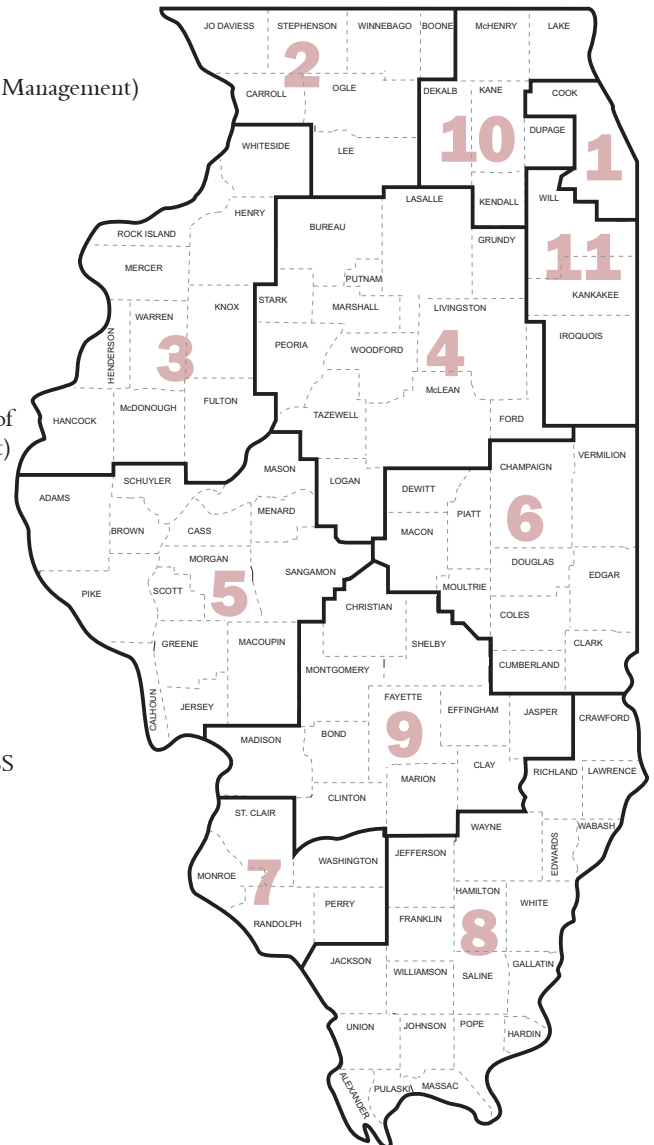 JO DAVIESS STEPHENSON WINNEBAGO BOONE McHENRY LAKE
2
Management)
CARROLL OGLE DEKALB KANE COOK
10
DUPAGE
1
WHITESIDE LEE
LASALLE KENDALL WILL
HENRY
BUREAU
ROCK ISLAND GRUNDY
11
MERCER
PUTNAM
KNOX STARK MARSHALL LIVINGSTON KANKAKEE
WARREN
HENDERSON
3
PEORIA WOODFORD
4
IROQUOIS
McLEAN
McDONOUGH FULTON
HANCOCK TAZEWELL FORD
of
t)
MASON CHAMPAIGN VERMILION
ADAMS SCHUYLER LOGAN DEWITT
MENARD PIATT
6
BROWN CASS MACON
MORGAN DOUGLAS
SANGAMON EDGAR
PIKE SCOTT
5
MOULTRIE
CHRISTIAN COLES
GREENE MACOUPIN SHELBY CLARK
MONTGOMERY CUMBERLAND
CALHOUN
JERSEY FAYETTE EFFINGHAM JASPER CRAWFORD
MADISON BOND
9
SS
CLAY RICHLAND LAWRENCE
MARION
CLINTON
ST. CLAIR WAYNE WABASH
EDWARDS
WASHINGTON JEFFERSON
MONROE
7
HAMILTON
PERRY WHITE
RANDOLPH FRANKLIN
8
JACKSON GALLATIN
WILLIAMSON SALINE
UNION JOHNSON POPE HARDIN
ALEXANDER
PULASKI MASSAC